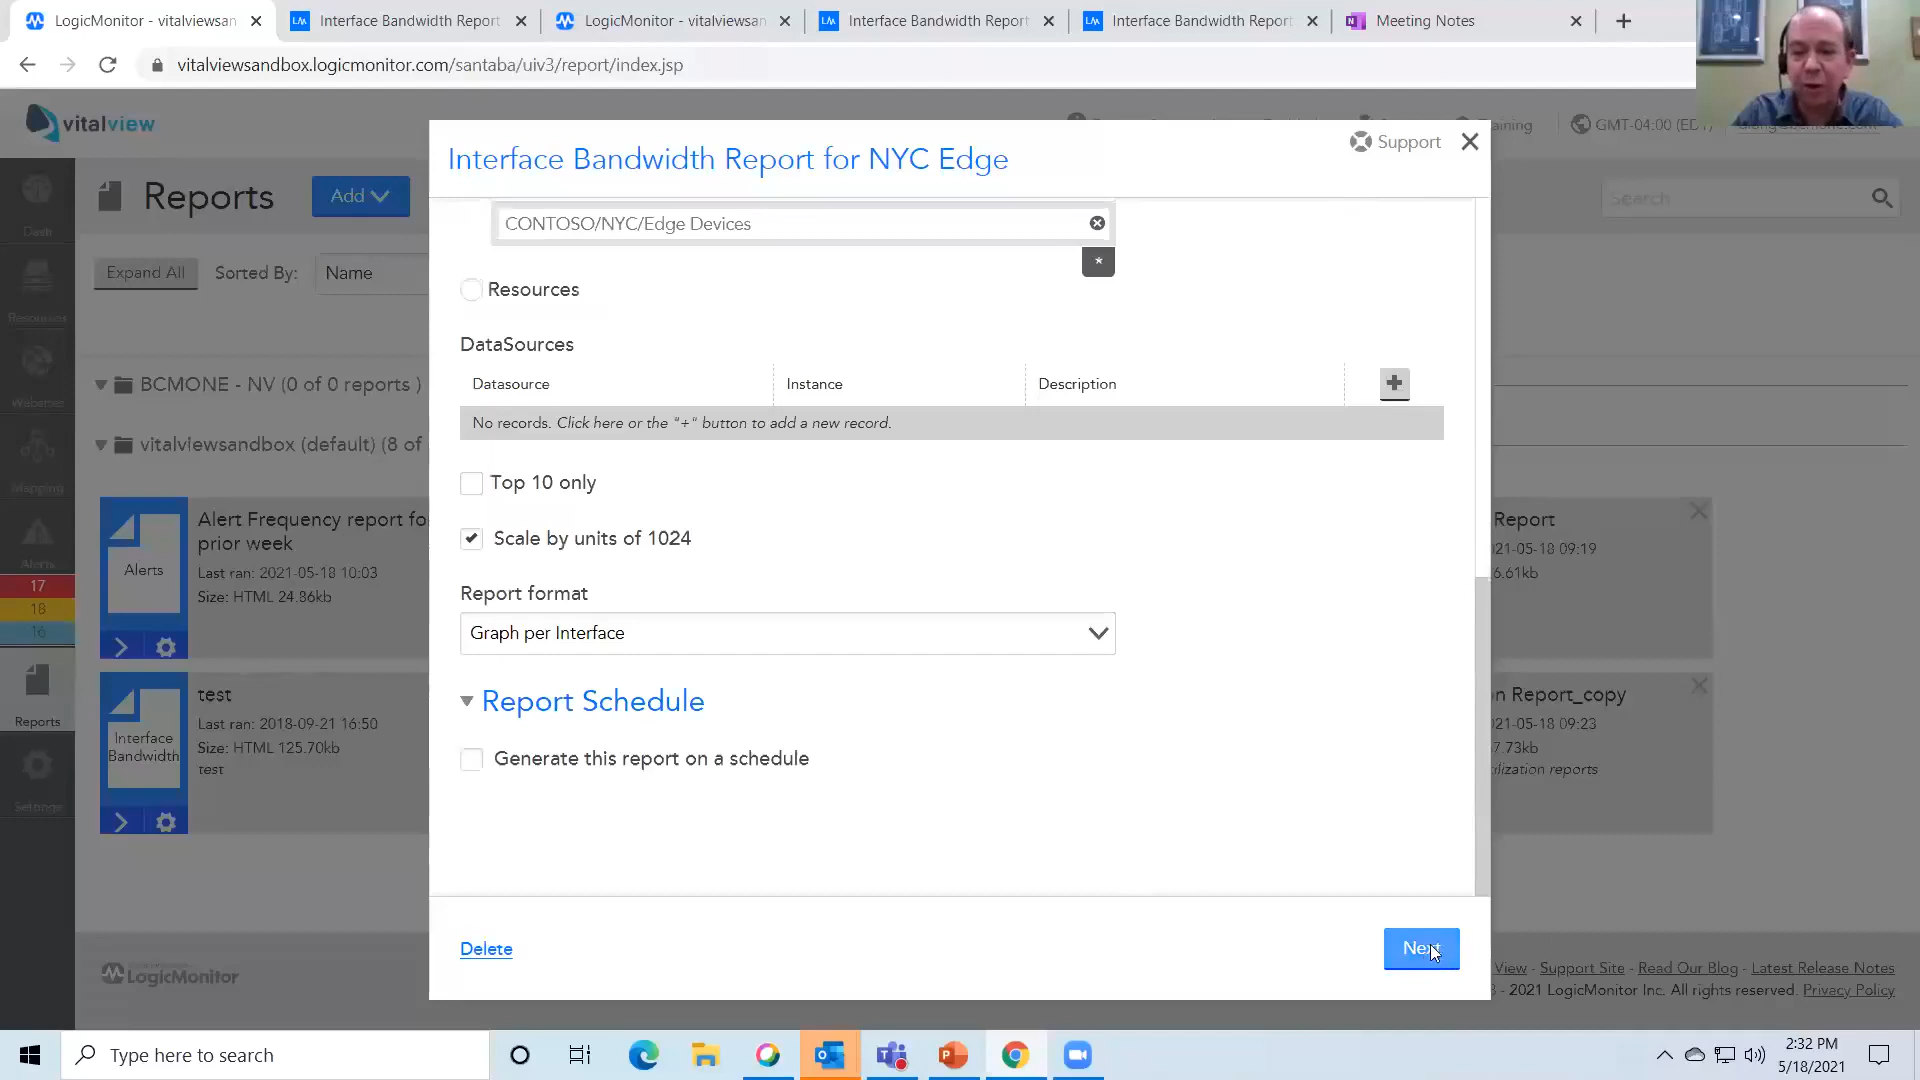 LogicMonitor - vitalviewsan
Interface Bandwidth Report
LogicMonitor - vitalviewsan
Interface Bandwidth Report
Interface Bandwidth Report
Meeting Notes
vitalviewsandbox.logicmonitor.com/santaba/uiv3/report/index.jsp
vitalview
Training
GMT-04:00 (EDT)
Interface Bandwidth Report for NYC Edge
Support
Reports
Add
Search
Expand All
Sorted By:
Name
Dash
Resources
Websites
Mapping
Alerts
17
18
16
Reports
Settings
BCMONE - NV (0 of 0 reports )
vitalviewsandbox (default) (8 of
Alerts
Alert Frequency report fo
prior week
Last ran: 2021-05-18 10:03
Size: HTML 24.86kb
Interface
Bandwidth
test
Last ran: 2018-09-21 16:50
Size: HTML 125.70kb
test
CONTOSO/NYC/Edge Devices
*
Resources
DataSources
Datasource
Instance
Description
No records. Click here or the "+" button to add a new record.
Top 10 only
Scale by units of 1024
Report format
Graph per Interface
Report Schedule
Generate this report on a schedule
Delete
Next
Report
21-05-18 09:19
6.61kb
n Report_copy
21-05-18 09:23
7.73kb
ilization reports
LogicMonitor
View - Support Site - Read Our Blog - Latest Release Notes
- 2021 LogicMonitor Inc. All rights reserved. Privacy Policy
Type here to search
2:32 PM
5/18/2021